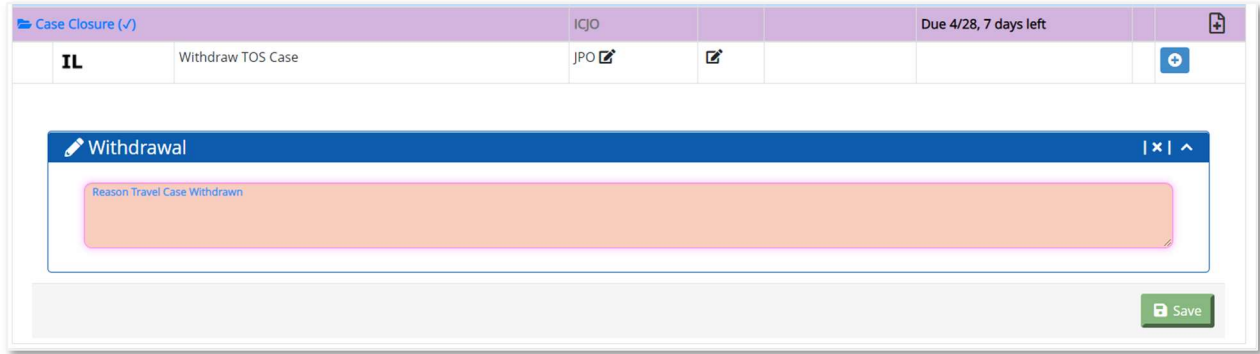 Case Closure (✓) ICJO Due 4/28, 7 days left
IL Withdraw TOS Case JPO
Withdrawal |×|
Reason Travel Case Withdrawn
Save